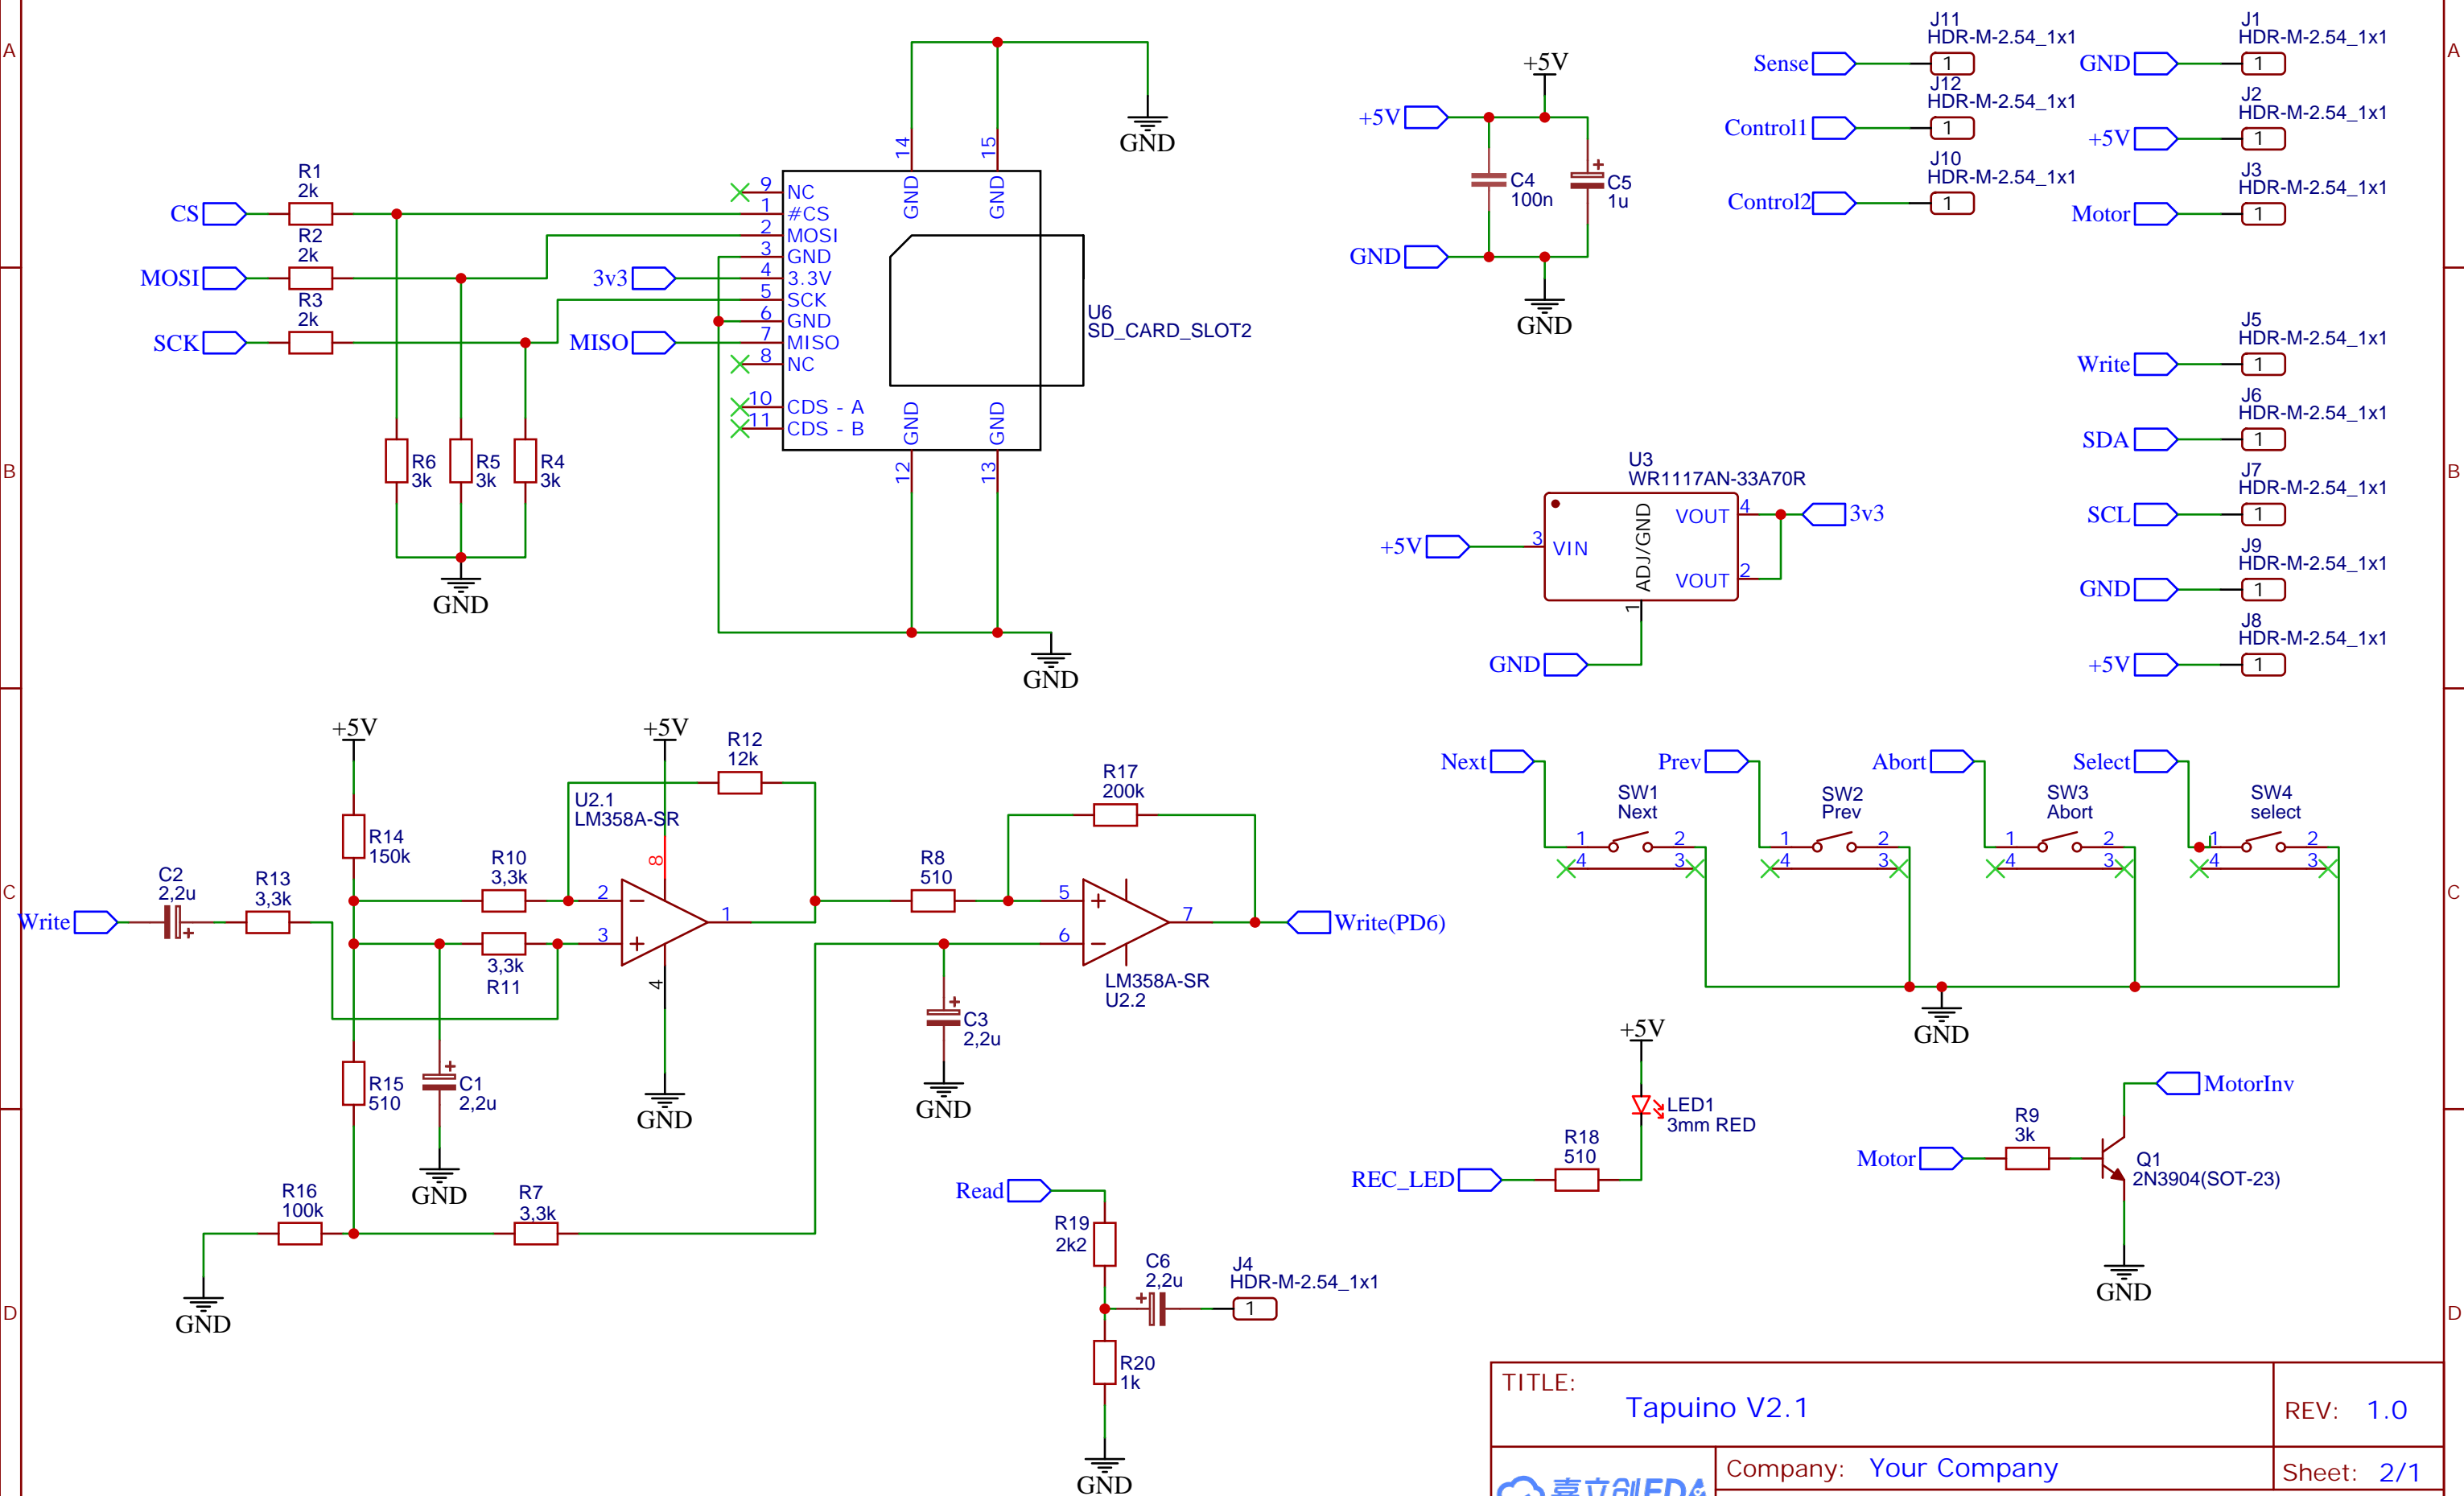 A
A
B
B
C
C
D
D
R1
2k
CS
R2
2k
MOSI
R3
2k
SCK
R6
3k
R5
3k
R4
3k
GND
3v3
MISO
9 NC
1 #CS
2 MOSI
3 GND
4 3.3V
5 SCK
6 GND
7 MISO
8 NC
10 CDS - A
11 CDS - B
14 GND
15 GND
12 GND
13 GND
GND
GND
U6
SD_CARD_SLOT2
+5V
+5V
C4
100n
+
C5
1u
GND
GND
J11
HDR-M-2.54_1x1
Sense 1
J12
HDR-M-2.54_1x1
Control1 1
J10
HDR-M-2.54_1x1
Control2 1
J1
HDR-M-2.54_1x1
GND 1
J2
HDR-M-2.54_1x1
+5V 1
J3
HDR-M-2.54_1x1
Motor 1
J5
HDR-M-2.54_1x1
Write 1
J6
HDR-M-2.54_1x1
SDA 1
J7
HDR-M-2.54_1x1
SCL 1
J9
HDR-M-2.54_1x1
GND 1
J8
HDR-M-2.54_1x1
+5V 1
U3
WR1117AN-33A70R
+5V 3 VIN
ADJ/GND
1
VOUT 4 3v3
VOUT 2
GND
+5V
R14
150k
C2
2,2u
+
R13
3,3k
Write
R10
3,3k
3,3k
R11
+5V
R12
12k
U2.1
LM358A-SR
8
2 −
3 +
1
4
GND
R15
510
+
C1
2,2u
GND
R16
100k
GND
R7
3,3k
R8
510
R17
200k
5 +
6 −
7
LM358A-SR
U2.2
Write(PD6)
+
C3
2,2u
GND
Next
SW1
Next
1 2
4 3
Prev
SW2
Prev
1 2
4 3
Abort
SW3
Abort
1 2
4 3
Select
SW4
select
1 2
4 3
GND
+5V
LED1
3mm RED
R18
510
REC_LED
MotorInv
R9
3k
Motor
Q1
2N3904(SOT-23)
GND
Read
R19
2k2
C6
2,2u
+
J4
HDR-M-2.54_1x1
1
R20
1k
GND
TITLE:
Tapuino V2.1
REV: 1.0
嘉立创EDA
Company: Your Company
Sheet: 2/1